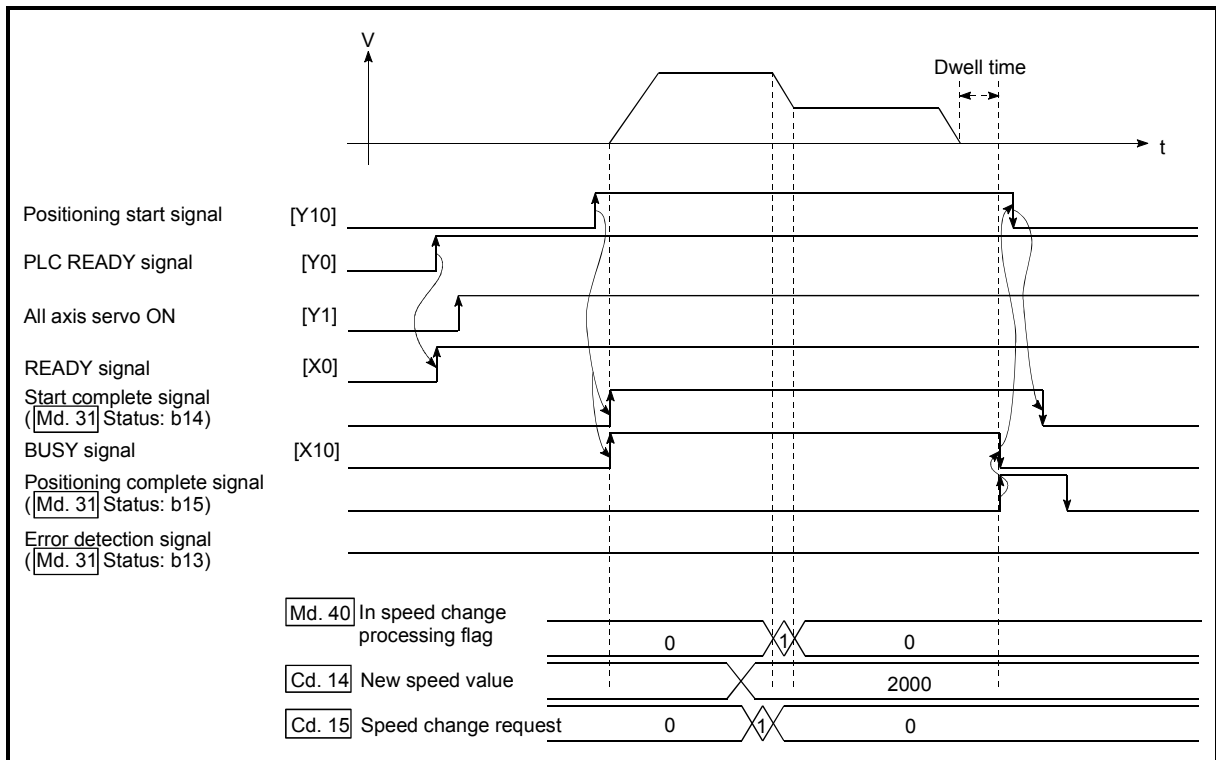 V
Dwell time
t
Positioning start signal [Y10]
PLC READY signal [Y0]
All axis servo ON [Y1]
READY signal [X0]
Start complete signal
( Md. 31 Status: b14)
BUSY signal [X10]
Positioning complete signal
( Md. 31 Status: b15)
Error detection signal
( Md. 31 Status: b13)
Md. 40 In speed change
processing flag 0 1 0
Cd. 14 New speed value 2000
Cd. 15 Speed change request 0 1 0